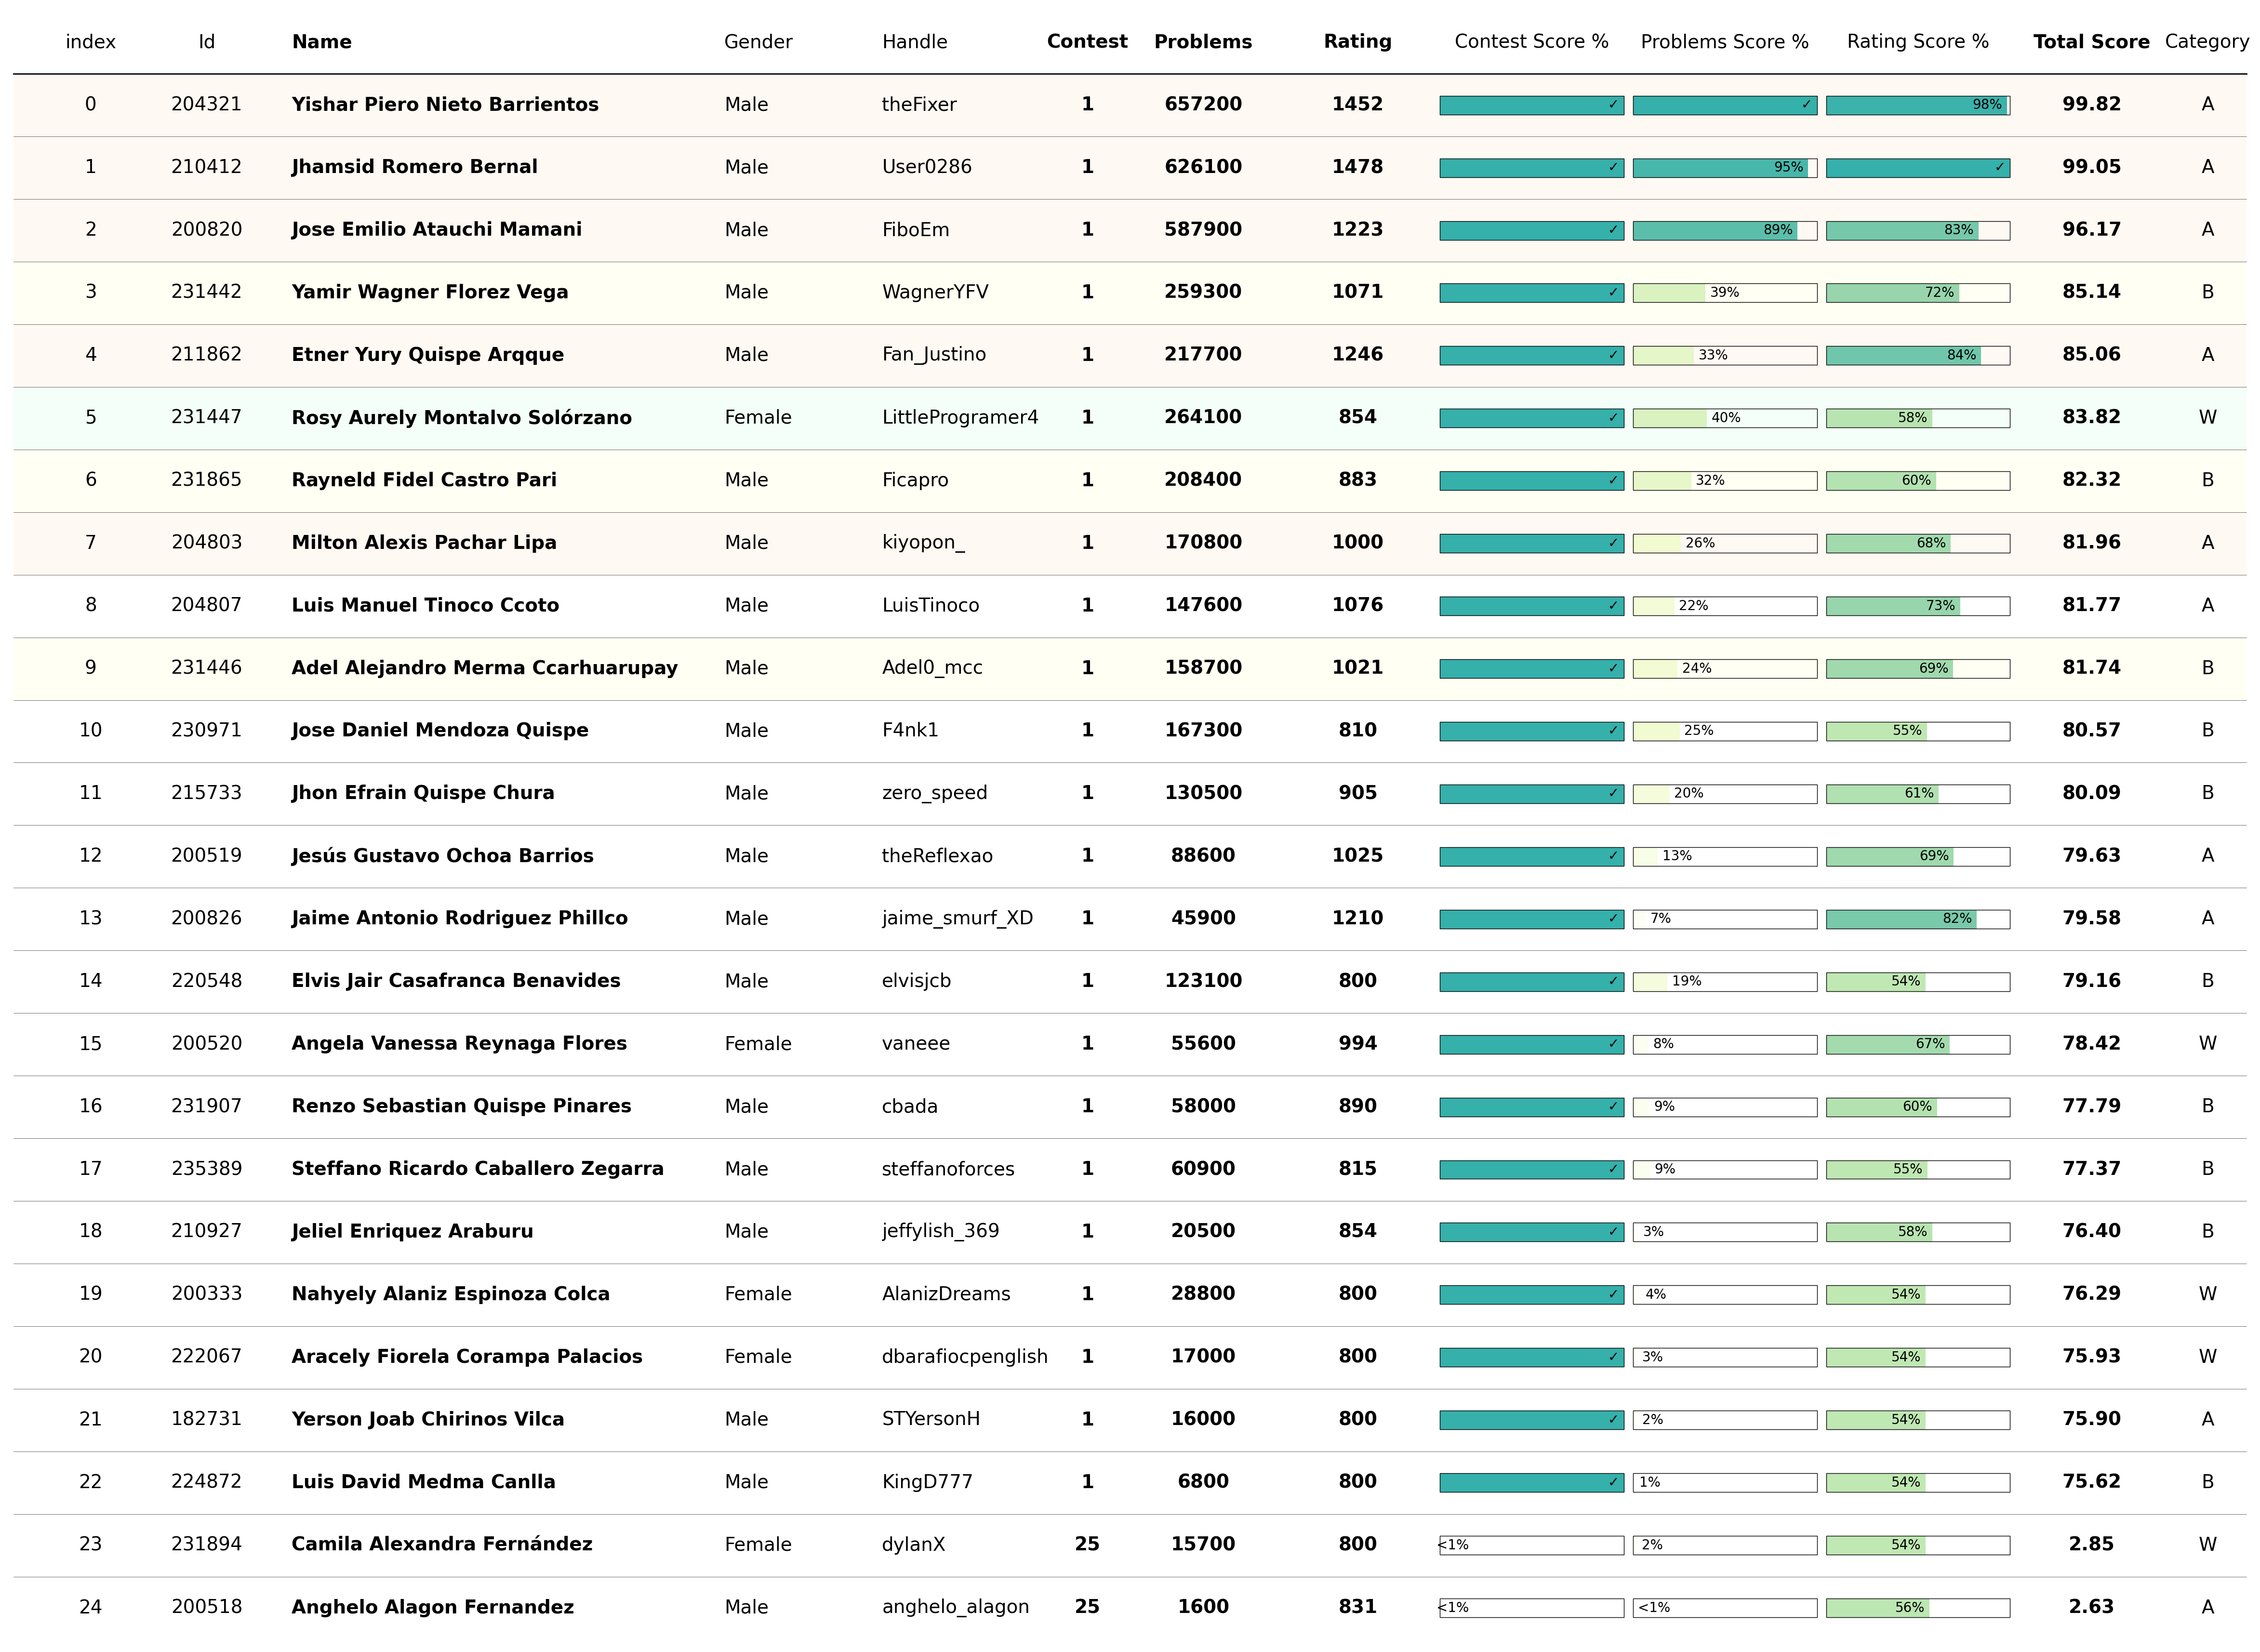 index Id Name Gender Handle Contest Problems Rating Contest Score % Problems Score % Rating Score % Total Score Category
0 204321 Yishar Piero Nieto Barrientos Male theFixer 1 657200 1452 ✓ ✓ 98% 99.82 A
1 210412 Jhamsid Romero Bernal Male User0286 1 626100 1478 ✓ 95% ✓ 99.05 A
2 200820 Jose Emilio Atauchi Mamani Male FiboEm 1 587900 1223 ✓ 89% 83% 96.17 A
3 231442 Yamir Wagner Florez Vega Male WagnerYFV 1 259300 1071 ✓ 39% 72% 85.14 B
4 211862 Etner Yury Quispe Arqque Male Fan_Justino 1 217700 1246 ✓ 33% 84% 85.06 A
5 231447 Rosy Aurely Montalvo Solórzano Female LittleProgramer4 1 264100 854 ✓ 40% 58% 83.82 W
6 231865 Rayneld Fidel Castro Pari Male Ficapro 1 208400 883 ✓ 32% 60% 82.32 B
7 204803 Milton Alexis Pachar Lipa Male kiyopon_ 1 170800 1000 ✓ 26% 68% 81.96 A
8 204807 Luis Manuel Tinoco Ccoto Male LuisTinoco 1 147600 1076 ✓ 22% 73% 81.77 A
9 231446 Adel Alejandro Merma Ccarhuarupay Male Adel0_mcc 1 158700 1021 ✓ 24% 69% 81.74 B
10 230971 Jose Daniel Mendoza Quispe Male F4nk1 1 167300 810 ✓ 25% 55% 80.57 B
11 215733 Jhon Efrain Quispe Chura Male zero_speed 1 130500 905 ✓ 20% 61% 80.09 B
12 200519 Jesús Gustavo Ochoa Barrios Male theReflexao 1 88600 1025 ✓ 13% 69% 79.63 A
13 200826 Jaime Antonio Rodriguez Phillco Male jaime_smurf_XD 1 45900 1210 ✓ 7% 82% 79.58 A
14 220548 Elvis Jair Casafranca Benavides Male elvisjcb 1 123100 800 ✓ 19% 54% 79.16 B
15 200520 Angela Vanessa Reynaga Flores Female vaneee 1 55600 994 ✓ 8% 67% 78.42 W
16 231907 Renzo Sebastian Quispe Pinares Male cbada 1 58000 890 ✓ 9% 60% 77.79 B
17 235389 Steffano Ricardo Caballero Zegarra Male steffanoforces 1 60900 815 ✓ 9% 55% 77.37 B
18 210927 Jeliel Enriquez Araburu Male jeffylish_369 1 20500 854 ✓ 3% 58% 76.40 B
19 200333 Nahyely Alaniz Espinoza Colca Female AlanizDreams 1 28800 800 ✓ 4% 54% 76.29 W
20 222067 Aracely Fiorela Corampa Palacios Female dbarafiocpenglish 1 17000 800 ✓ 3% 54% 75.93 W
21 182731 Yerson Joab Chirinos Vilca Male STYersonH 1 16000 800 ✓ 2% 54% 75.90 A
22 224872 Luis David Medma Canlla Male KingD777 1 6800 800 ✓ 1% 54% 75.62 B
23 231894 Camila Alexandra Fernández Female dylanX 25 15700 800 <1% 2% 54% 2.85 W
24 200518 Anghelo Alagon Fernandez Male anghelo_alagon 25 1600 831 <1% <1% 56% 2.63 A